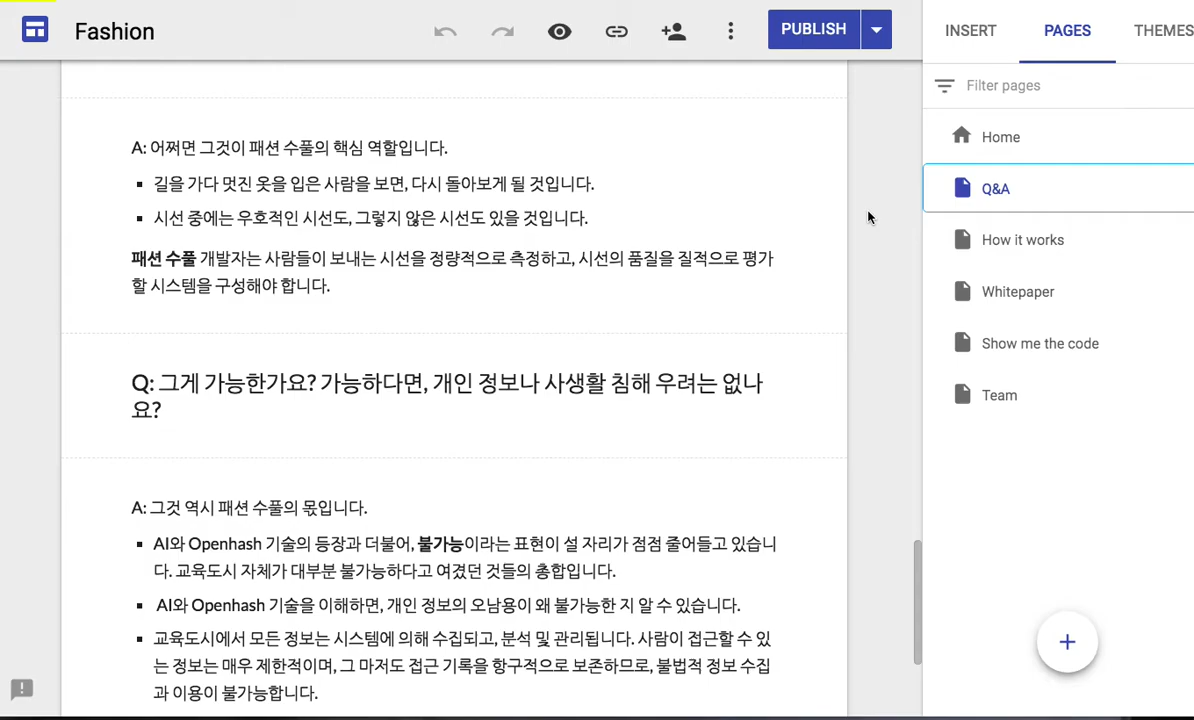 Fashion
PUBLISH
INSERT
PAGES
THEMES
Filter pages
Home
Q&A
How it works
Whitepaper
Show me the code
Team
A: 어쩌면 그것이 패션 수풀의 핵심 역할입니다.
길을 가다 멋진 옷을 입은 사람을 보면, 다시 돌아보게 될 것입니다.
시선 중에는 우호적인 시선도, 그렇지 않은 시선도 있을 것입니다.
패션 수풀 개발자는 사람들이 보내는 시선을 정량적으로 측정하고, 시선의 품질을 질적으로 평가
할 시스템을 구성해야 합니다.
Q: 그게 가능한가요? 가능하다면, 개인 정보나 사생활 침해 우려는 없나
요?
A: 그것 역시 패션 수풀의 몫입니다.
AI와 Openhash 기술의 등장과 더불어, 불가능이라는 표현이 설 자리가 점점 줄어들고 있습니
다. 교육도시 자체가 대부분 불가능하다고 여겼던 것들의 총합입니다.
AI와 Openhash 기술을 이해하면, 개인 정보의 오남용이 왜 불가능한 지 알 수 있습니다.
교육도시에서 모든 정보는 시스템에 의해 수집되고, 분석 및 관리됩니다. 사람이 접근할 수 있
는 정보는 매우 제한적이며, 그 마저도 접근 기록을 항구적으로 보존하므로, 불법적 정보 수집
과 이용이 불가능합니다.